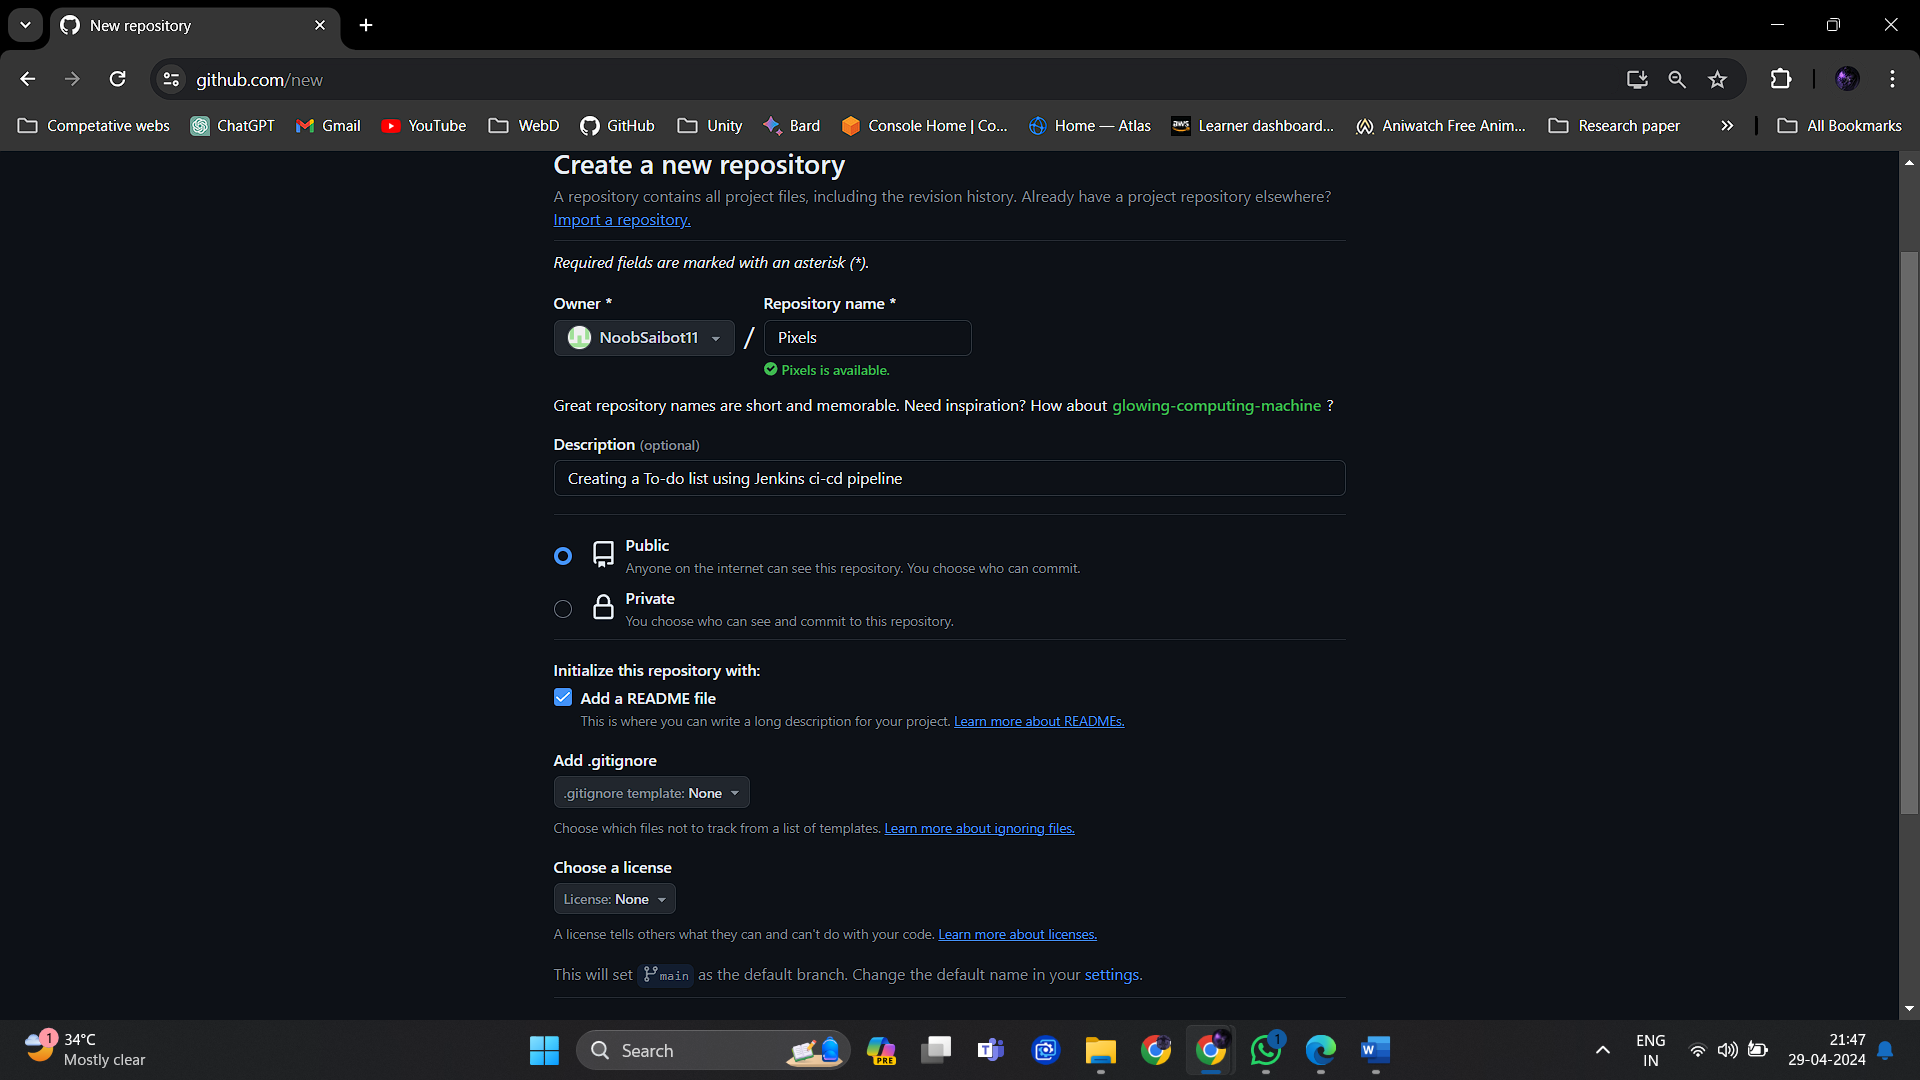 New repository
github.com/new
Competative webs
ChatGPT
Gmail
YouTube
WebD
GitHub
Unity
Bard
Console Home | Co...
Home — Atlas
aws
Learner dashboard...
Aniwatch Free Anim...
Research paper
All Bookmarks
Create a new repository
A repository contains all project files, including the revision history. Already have a project repository elsewhere?
Import a repository.
Required fields are marked with an asterisk (*).
Owner *
Repository name *
NoobSaibot11
/
Pixels
Pixels is available.
Great repository names are short and memorable. Need inspiration? How about glowing-computing-machine ?
Description (optional)
Creating a To-do list using Jenkins ci-cd pipeline
Public
Anyone on the internet can see this repository. You choose who can commit.
Private
You choose who can see and commit to this repository.
Initialize this repository with:
Add a README file
This is where you can write a long description for your project. Learn more about READMEs.
Add .gitignore
.gitignore template: None
Choose which files not to track from a list of templates. Learn more about ignoring files.
Choose a license
License: None
A license tells others what they can and can't do with your code. Learn more about licenses.
This will set main as the default branch. Change the default name in your settings.
1
34°C
Mostly clear
Search
PRE
1
W
ENG
IN
21:47
29-04-2024